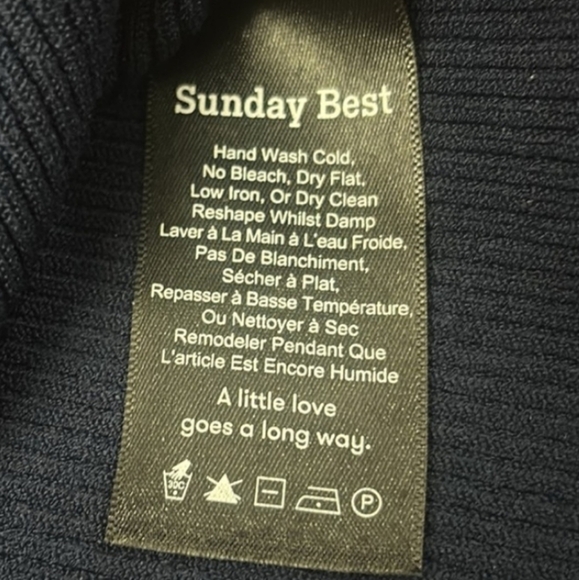 Sunday Best
Hand Wash Cold,
No Bleach, Dry Flat,
Low Iron, Or Dry Clean
Reshape Whilst Damp
Laver à La Main à L'eau Froide,
Pas De Blanchiment,
Sécher à Plat,
Repasser à Basse Température,
Ou Nettoyer à Sec
Remodeler Pendant Que
L'article Est Encore Humide
A little love
goes a long way.
30C P